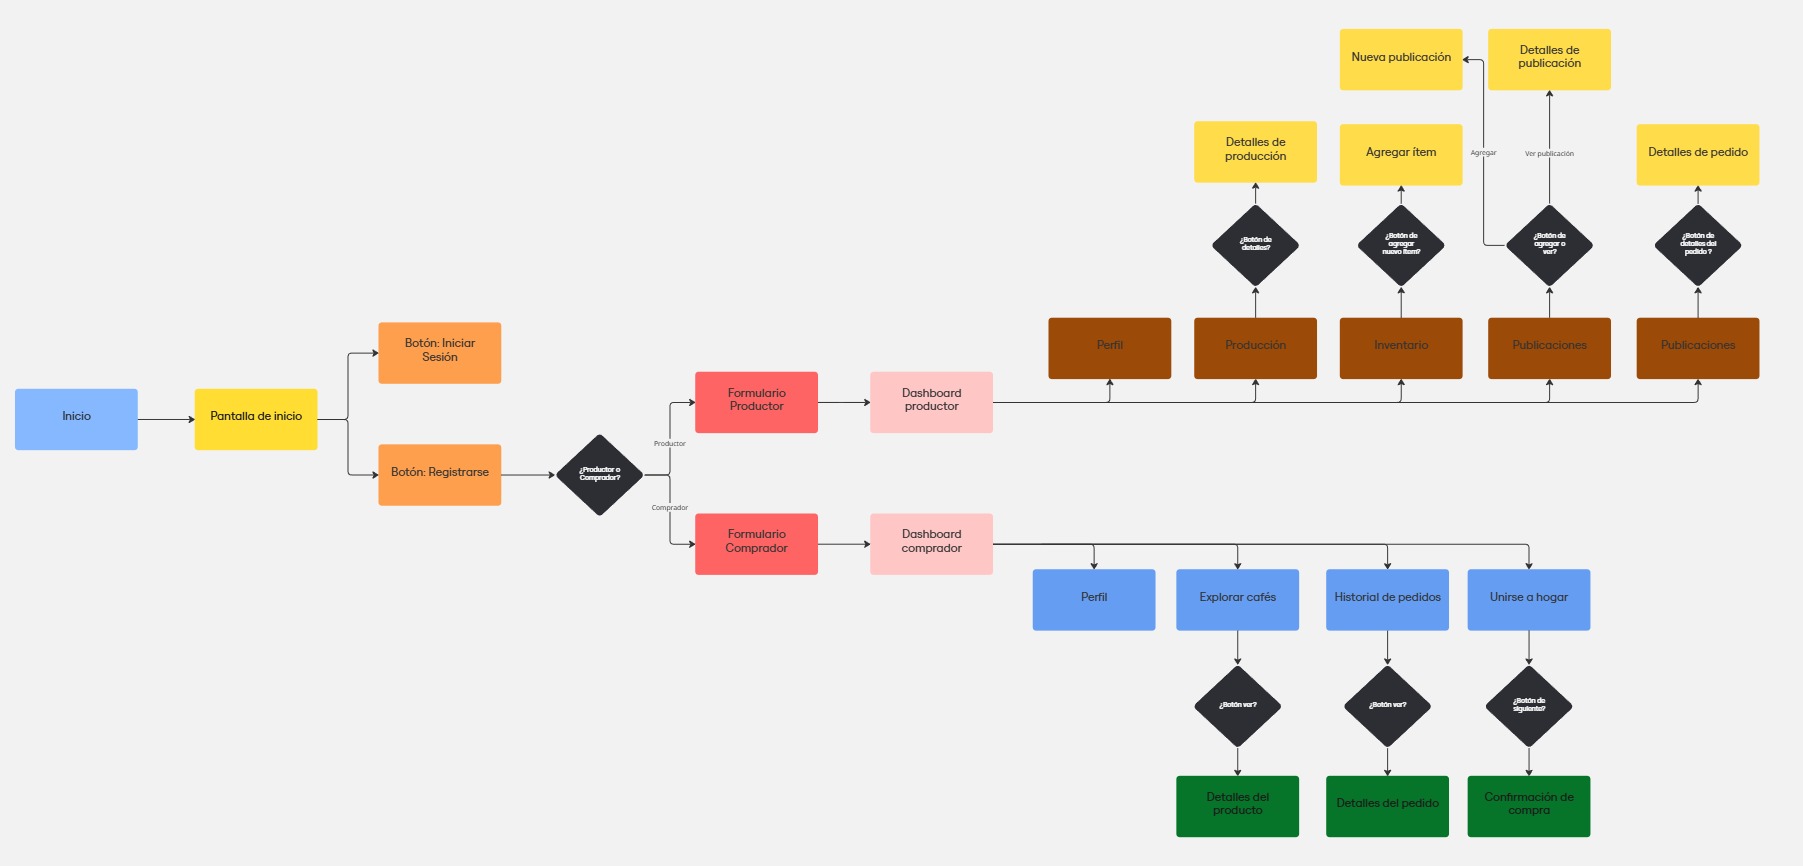 Nueva publicación
Detalles de
publicación
Detalles de
producción
Agregar ítem
Agregar
Ver publicación
Detalles de pedido
¿Botón de
detalles?
¿Botón de
agregar
nuevo ítem?
¿Botón de
agregar o
ver?
¿Botón de
detalles del
pedido ?
Perfil
Producción
Inventario
Publicaciones
Publicaciones
Botón: Iniciar
Sesión
Inicio
Pantalla de inicio
Botón: Registrarse
¿Productor o
Comprador?
Productor
Comprador
Formulario
Productor
Dashboard
productor
Formulario
Comprador
Dashboard
comprador
Perfil
Explorar cafés
Historial de pedidos
Unirse a hogar
¿Botón ver?
¿Botón ver?
¿Botón de
siguiente?
Detalles del
producto
Detalles del pedido
Confirmación de
compra